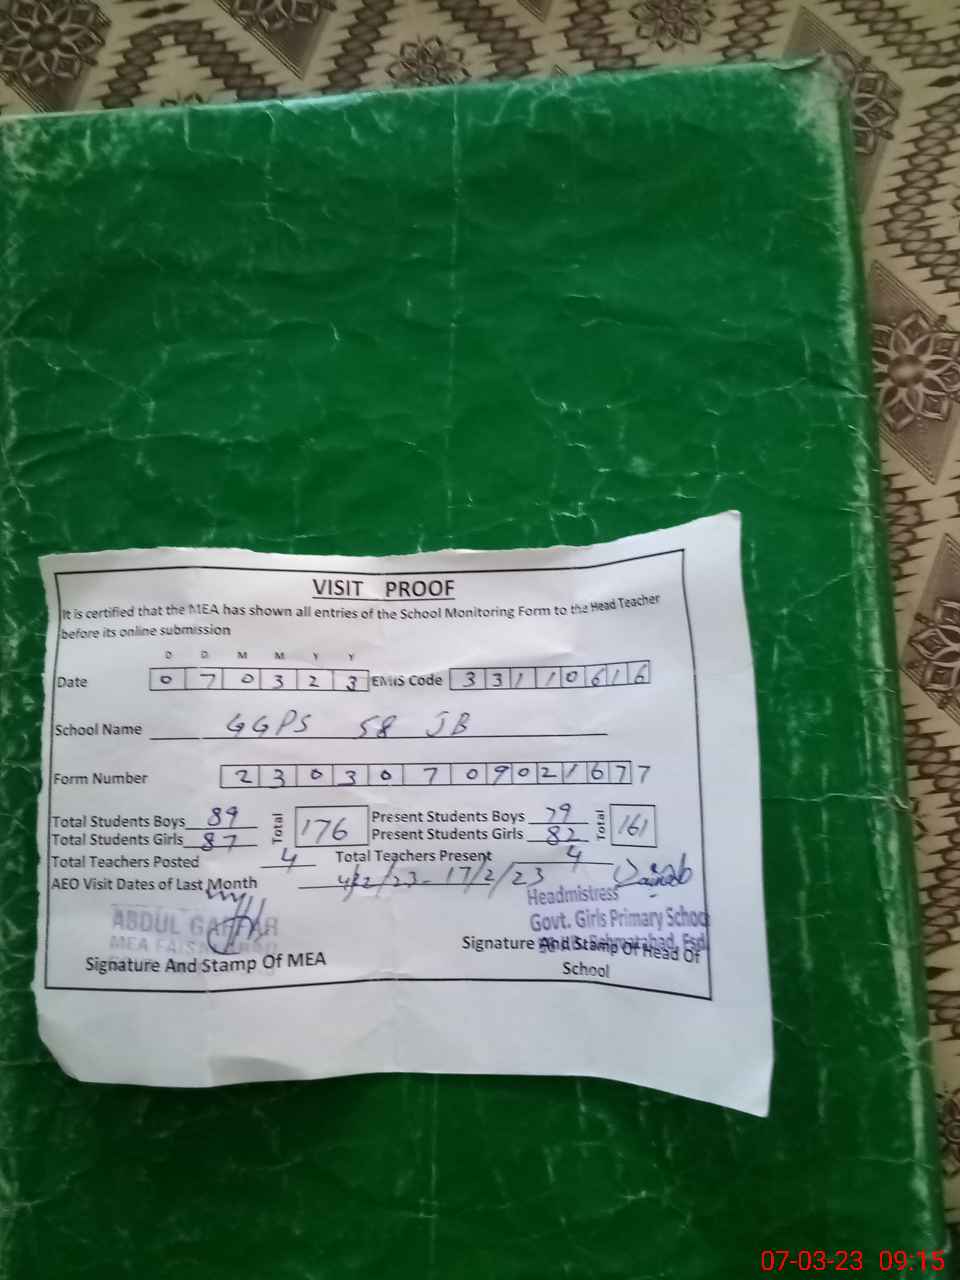 VISIT PROOF
It is certified that the MEA has shown all entries of the School Monitoring Form to the Head Teacher
before its online submission
D D M M Y Y
Date 0 7 0 3 2 3 EMIS Code 3 3 1 1 0 6 1 6
School Name GGPS 58 JB
Form Number 2 3 0 3 0 7 0 9 0 2 1 6 7 7
Total Students Boys 89 Total 176 Present Students Boys 79 Total 161
Total Students Girls 87 Present Students Girls 82
Total Teachers Posted 4 Total Teachers Present 4
AEO Visit Dates of Last Month 4/2/23 - 17/2/23
Headmistress
ABDUL GAFFAR Govt. Girls Primary School
MEA FAISALABAD
Signature And Stamp Of MEA Signature And Stamp Of Head Of
School
07-03-23 09:15